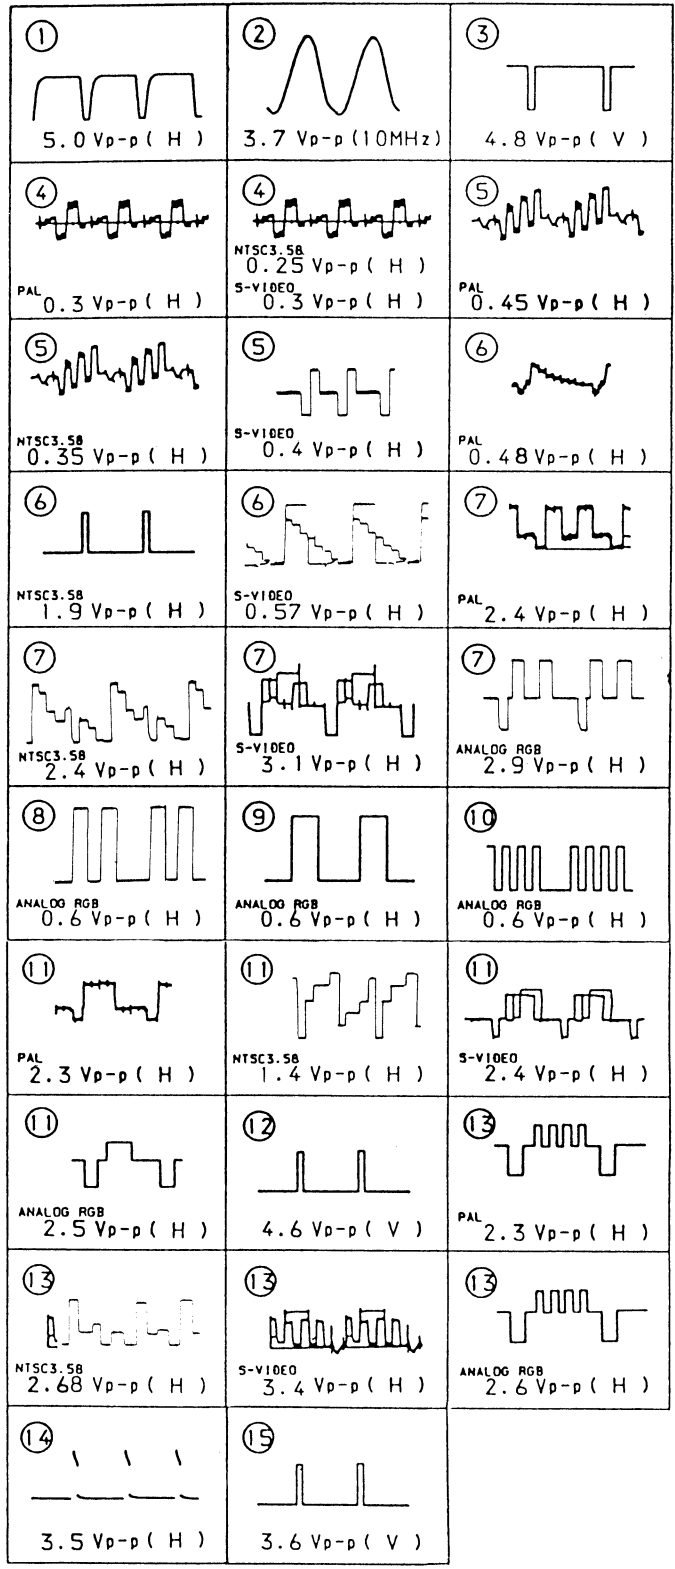 1
5.0 Vp-p ( H )
2
3.7 Vp-p (10MHz)
3
4.8 Vp-p ( V )
4
PAL
0.3 Vp-p ( H )
4
NTSC3.58
0.25 Vp-p ( H )
S-VIDEO
0.3 Vp-p ( H )
5
PAL
0.45 Vp-p ( H )
5
NTSC3.58
0.35 Vp-p ( H )
5
S-VIDEO
0.4 Vp-p ( H )
6
PAL
0.48 Vp-p ( H )
6
NTSC3.58
1.9 Vp-p ( H )
6
S-VIDEO
0.57 Vp-p ( H )
7
PAL
2.4 Vp-p ( H )
7
NTSC3.58
2.4 Vp-p ( H )
7
S-VIDEO
3.1 Vp-p ( H )
7
ANALOG RGB
2.9 Vp-p ( H )
8
ANALOG RGB
0.6 Vp-p ( H )
9
ANALOG RGB
0.6 Vp-p ( H )
10
ANALOG RGB
0.6 Vp-p ( H )
11
PAL
2.3 Vp-p ( H )
11
NTSC3.58
1.4 Vp-p ( H )
11
S-VIDEO
2.4 Vp-p ( H )
11
ANALOG RGB
2.5 Vp-p ( H )
12
4.6 Vp-p ( V )
13
PAL
2.3 Vp-p ( H )
13
NTSC3.58
2.68 Vp-p ( H )
13
S-VIDEO
3.4 Vp-p ( H )
13
ANALOG RGB
2.6 Vp-p ( H )
14
3.5 Vp-p ( H )
15
3.6 Vp-p ( V )